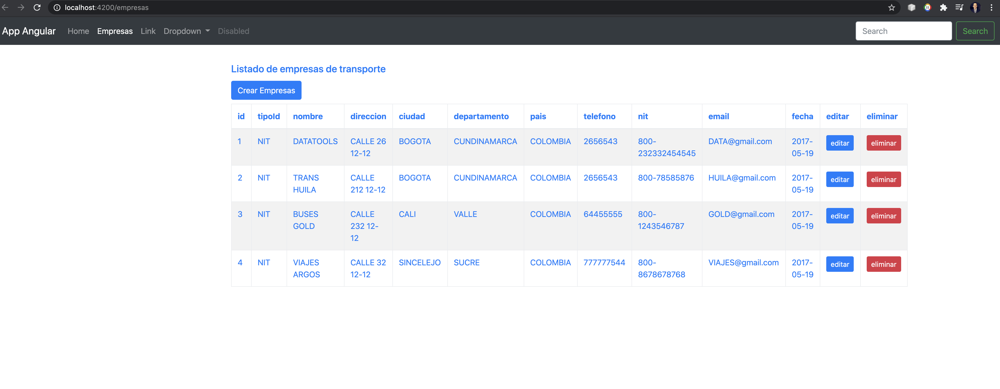 localhost:4200/empresas
App Angular Home Empresas Link Dropdown Disabled Search Search
Listado de empresas de transporte
Crear Empresas
id tipoId nombre direccion ciudad departamento pais telefono nit email fecha editar eliminar
1 NIT DATATOOLS CALLE 26 BOGOTA CUNDINAMARCA COLOMBIA 2656543 800- DATA@gmail.com 2017- editar eliminar
12-12 232332454545 05-19
2 NIT TRANS CALLE BOGOTA CUNDINAMARCA COLOMBIA 2656543 800-78585876 HUILA@gmail.com 2017- editar eliminar
HUILA 212 12-12 05-19
3 NIT BUSES CALLE CALI VALLE COLOMBIA 64455555 800- GOLD@gmail.com 2017- editar eliminar
GOLD 232 12- 1243546787 05-19
12
4 NIT VIAJES CALLE 32 SINCELEJO SUCRE COLOMBIA 777777544 800- VIAJES@gmail.com 2017- editar eliminar
ARGOS 12-12 8678678768 05-19